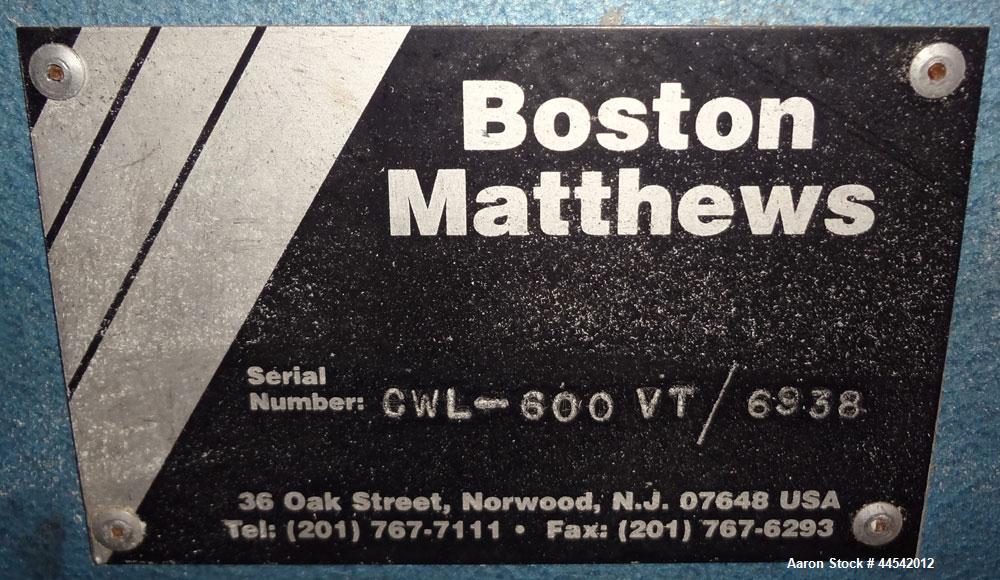 Boston
Matthews
Serial
Number: CWL-600 VT/6938
36 Oak Street, Norwood, N.J. 07648 USA
Tel: (201) 767-7111 • Fax: (201) 767-6293
Aaron Stock # 44542012